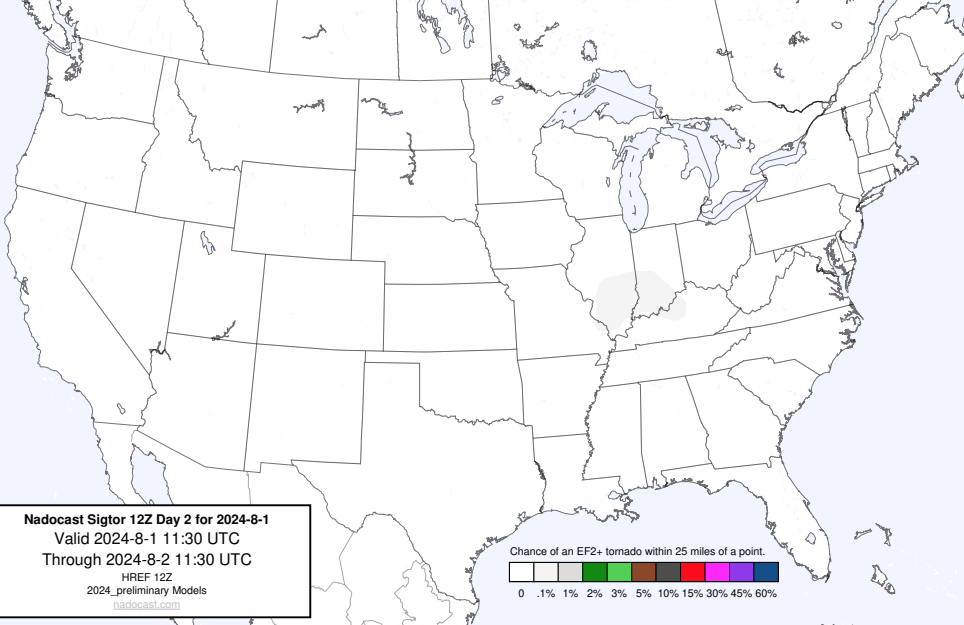 Nadocast Sigtor 12Z Day 2 for 2024-8-1
Valid 2024-8-1 11:30 UTC
Through 2024-8-2 11:30 UTC
HREF 12Z
2024_preliminary Models
nadocast.com
Chance of an EF2+ tornado within 25 miles of a point.
0 .1% 1% 2% 3% 5% 10% 15% 30% 45% 60%